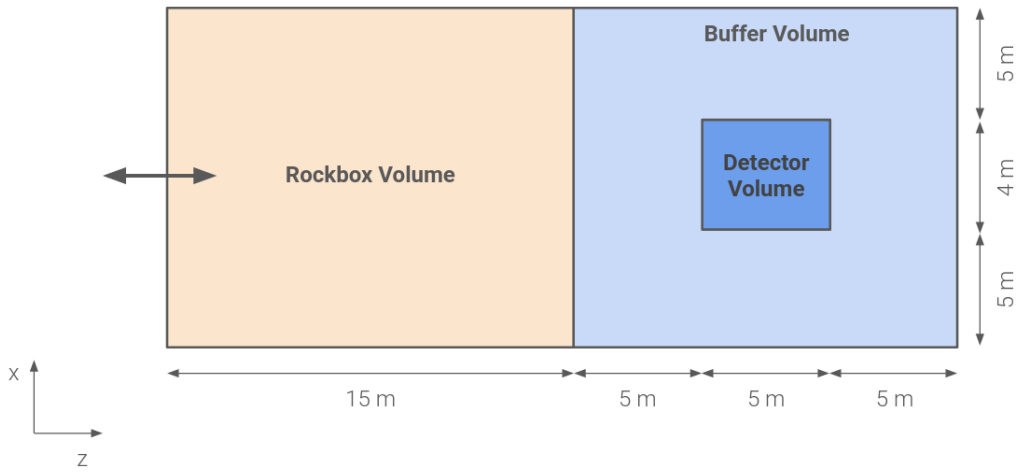 Buffer Volume
5 m
Detector
Volume
4 m
Rockbox Volume
5 m
x
15 m
5 m
5 m
5 m
z